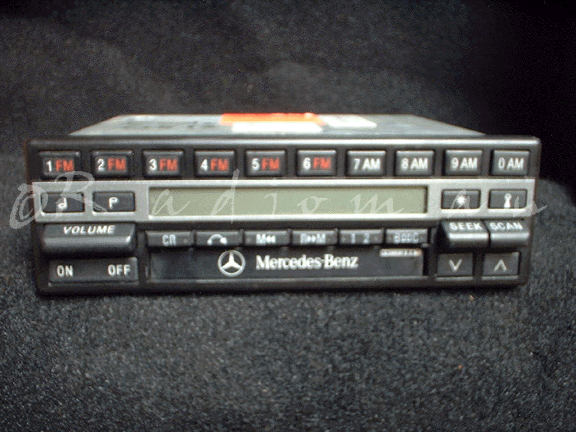 1 FM 2 FM 3 FM 4 FM 5 FM 6 FM 7 AM 8 AM 9 AM 0 AM
P
©Radioman
VOLUME SEEK SCAN
CR M 1 2
Mercedes-Benz
ON OFF